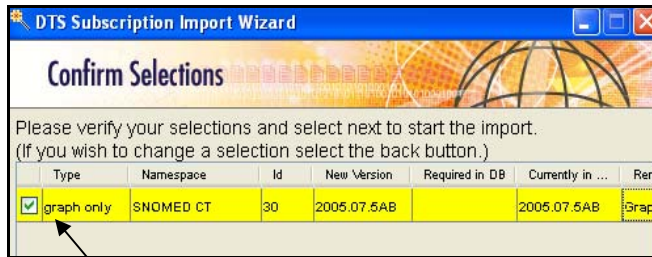 DTS Subscription Import Wizard
Confirm Selections
Please verify your selections and select next to start the import.
(If you wish to change a selection select the back button.)
Type Namespace Id New Version Required in DB Currently in ... Rer
graph only SNOMED CT 30 2005.07.5AB 2005.07.5AB Grap